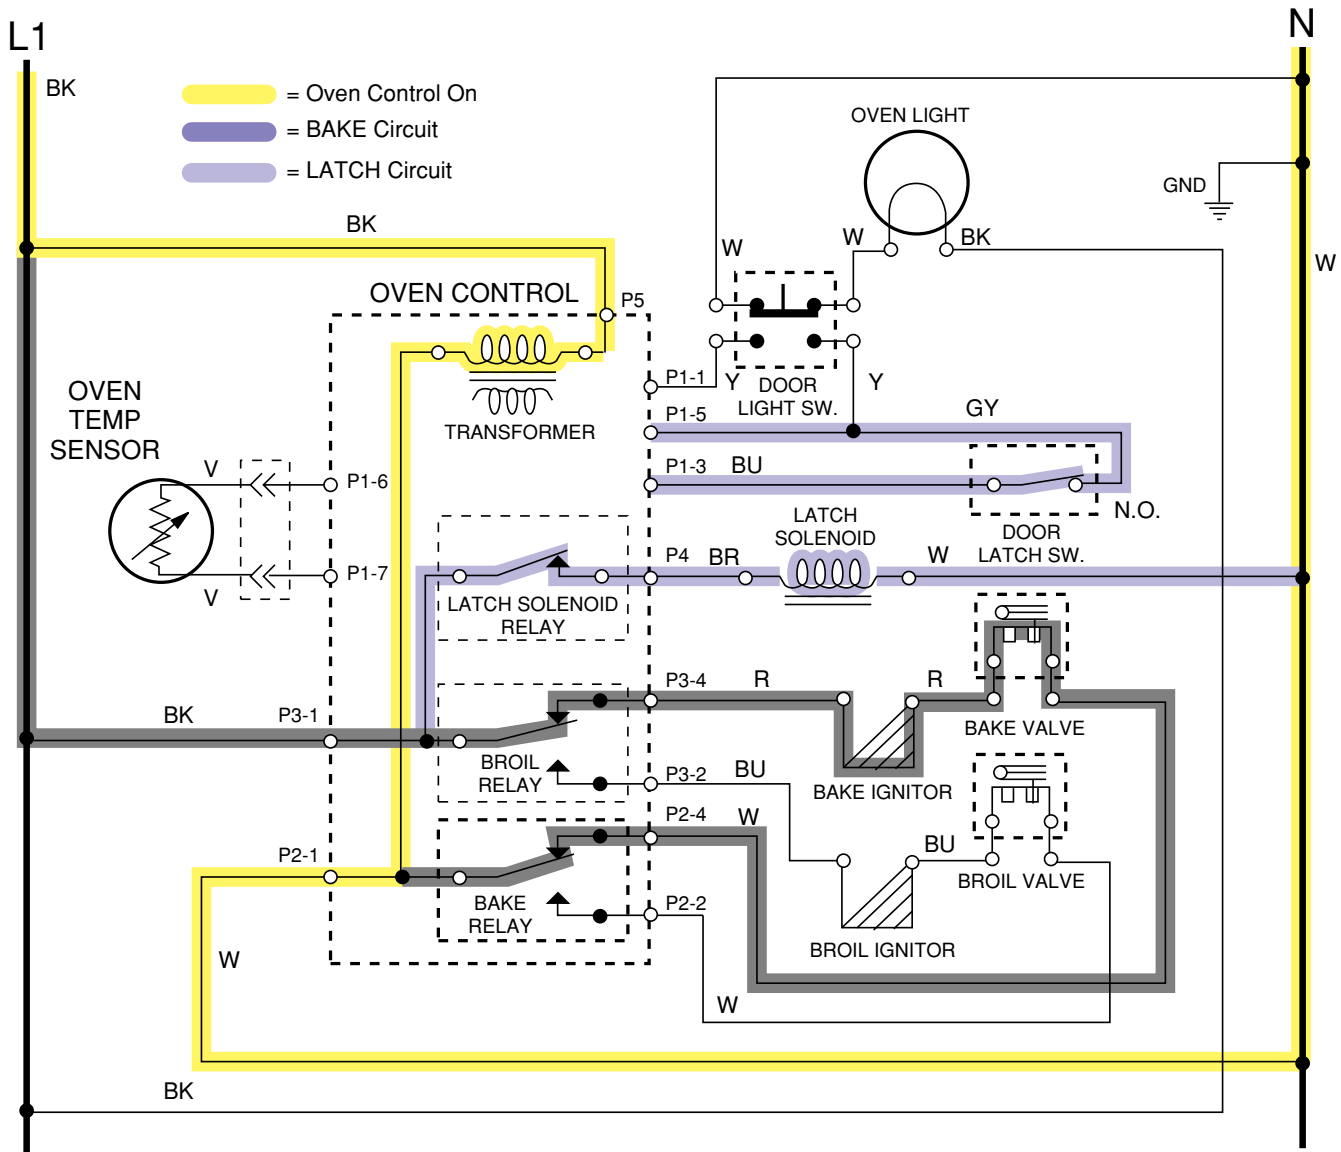 L1
N
BK
= Oven Control On
= BAKE Circuit
= LATCH Circuit
OVEN LIGHT
GND
BK
W
W
BK
W
OVEN CONTROL
P5
OVEN
TEMP
SENSOR
P1-1
Y
DOOR
LIGHT SW.
Y
TRANSFORMER
P1-5
GY
V
P1-6
P1-3
BU
N.O.
LATCH
SOLENOID
DOOR
LATCH SW.
P1-7
V
P4
BR
W
LATCH SOLENOID
RELAY
P3-4
R
R
BK
P3-1
BAKE VALVE
BROIL
RELAY
P3-2
BU
BAKE IGNITOR
P2-4
W
P2-1
BU
BROIL VALVE
BAKE
RELAY
P2-2
BROIL IGNITOR
W
W
BK